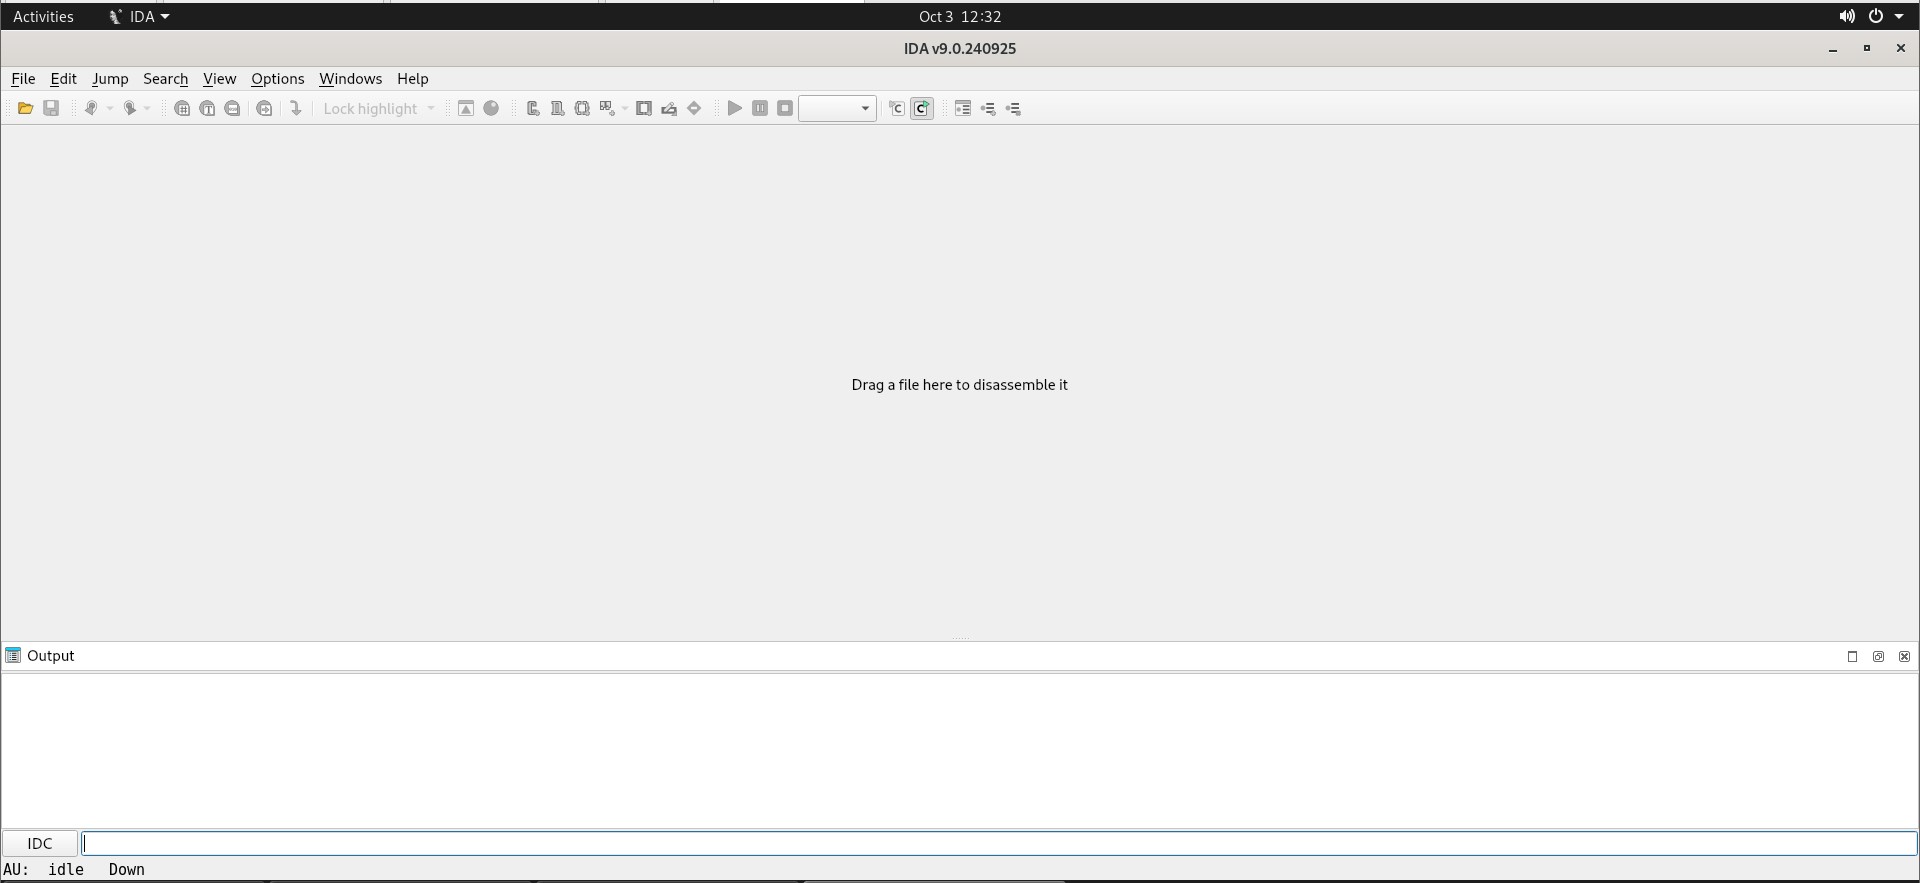 Activities IDA Oct 3 12:32
IDA v9.0.240925
File Edit Jump Search View Options Windows Help
Lock highlight
Drag a file here to disassemble it
Output
IDC
AU: idle Down